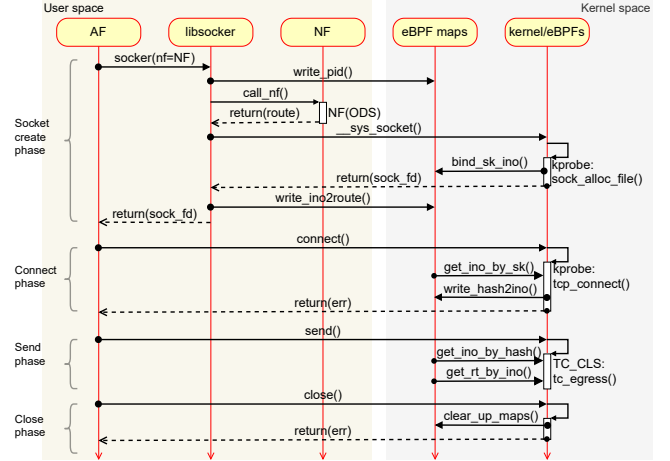 User space
Kernel space
AF
libsocker
NF
eBPF maps
kernel/eBPFs
socker(nf=NF)
write_pid()
call_nf()
return(route)
NF(ODS)
Socket
create
phase
__sys_socket()
bind_sk_ino()
kprobe:
sock_alloc_file()
return(sock_fd)
write_ino2route()
return(sock_fd)
connect()
Connect
phase
get_ino_by_sk()
kprobe:
tcp_connect()
write_hash2ino()
return(err)
send()
Send
phase
get_ino_by_hash()
TC_CLS:
tc_egress()
get_rt_by_ino()
close()
Close
phase
clear_up_maps()
return(err)